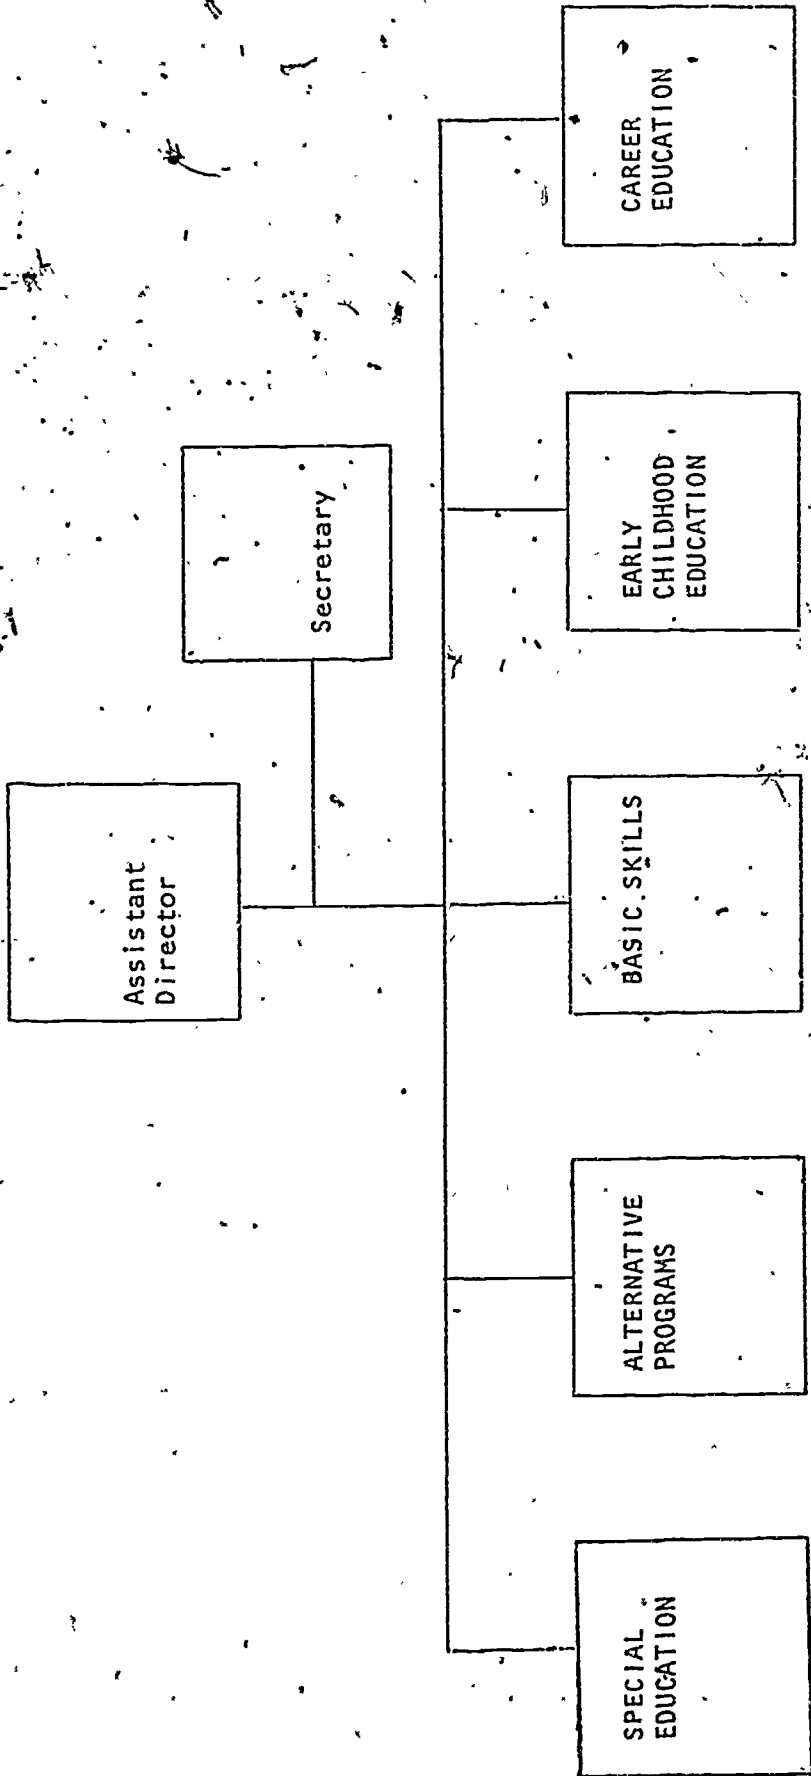 Assistant
Director
Secretary
SPECIAL
EDUCATION
ALTERNATIVE
PROGRAMS
BASIC SKILLS
EARLY
CHILDHOOD
EDUCATION
CAREER
EDUCATION